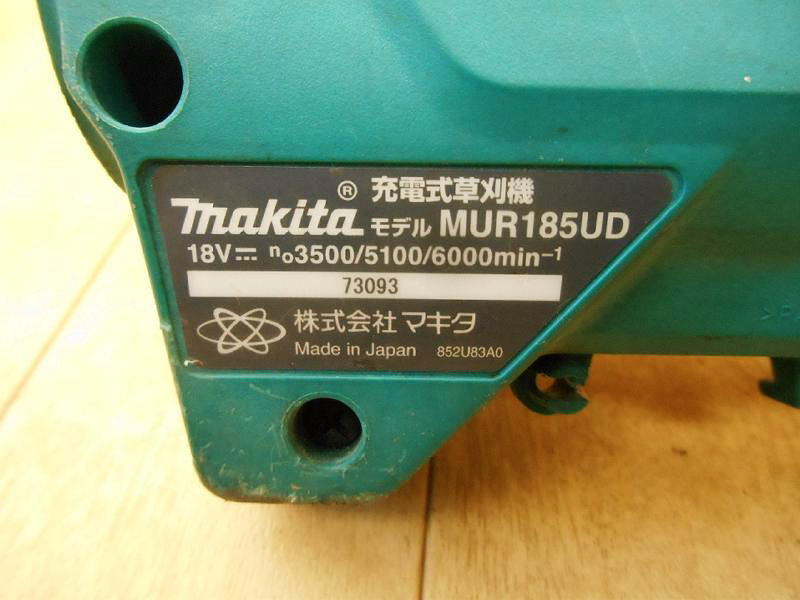 ® 充電式草刈機
makita モデル MUR185UD
18V⎓ no3500/5100/6000min-1
73093
株式会社マキタ
Made in Japan 852U83A0